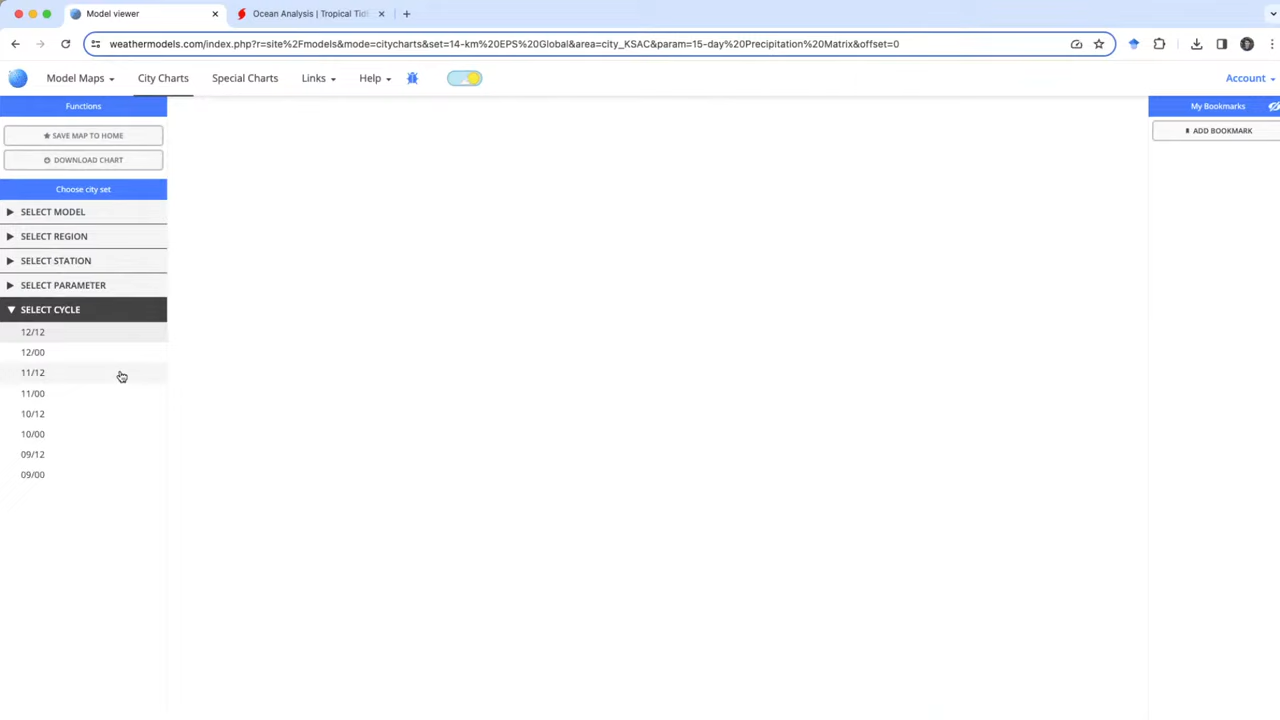 Model viewer
Ocean Analysis | Tropical Tid
weathermodels.com/index.php?r=site%2Fmodels&mode=citycharts&set=14-km%20EPS%20Global&area=city_KSAC&param=15-day%20Precipitation%20Matrix&offset=0
Model Maps
City Charts
Special Charts
Links
Help
Account
Functions
My Bookmarks
SAVE MAP TO HOME
ADD BOOKMARK
DOWNLOAD CHART
Choose city set
SELECT MODEL
SELECT REGION
SELECT STATION
SELECT PARAMETER
SELECT CYCLE
12/12
12/00
11/12
11/00
10/12
10/00
09/12
09/00